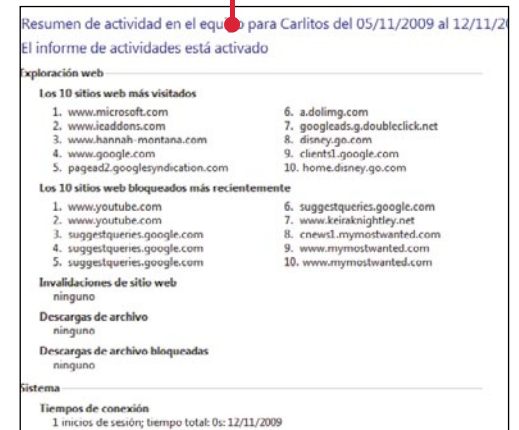 Resumen de actividad en el equipo para Carlitos del 05/11/2009 al 12/11/2
El informe de actividades está activado
Exploración web
Los 10 sitios web más visitados
1. www.microsoft.com
2. www.ieaddons.com
3. www.hannah-montana.com
4. www.google.com
5. pagead2.googlesyndication.com
6. a.dolimg.com
7. googleads.g.doubleclick.net
8. disney.go.com
9. clients1.google.com
10. home.disney.go.com
Los 10 sitios web bloqueados más recientemente
1. www.youtube.com
2. www.youtube.com
3. suggestqueries.google.com
4. suggestqueries.google.com
5. suggestqueries.google.com
6. suggestqueries.google.com
7. www.keiraknightley.net
8. cnews1.mymostwanted.com
9. www.mymostwanted.com
10. www.mymostwanted.com
Invalidaciones de sitio web
ninguno
Descargas de archivo
ninguno
Descargas de archivo bloqueadas
ninguno
Sistema
Tiempos de conexión
1 inicios de sesión; tiempo total: 0s: 12/11/2009